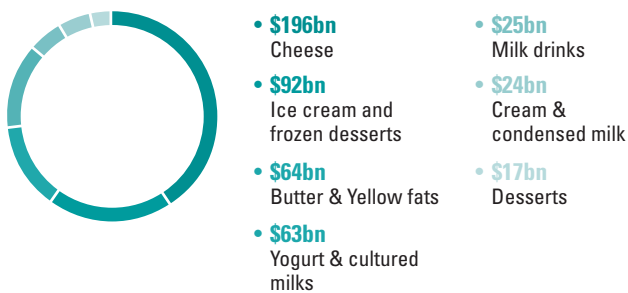 • $196bn
Cheese
• $92bn
Ice cream and
frozen desserts
• $64bn
Butter & Yellow fats
• $63bn
Yogurt & cultured
milks
• $25bn
Milk drinks
• $24bn
Cream &
condensed milk
• $17bn
Desserts